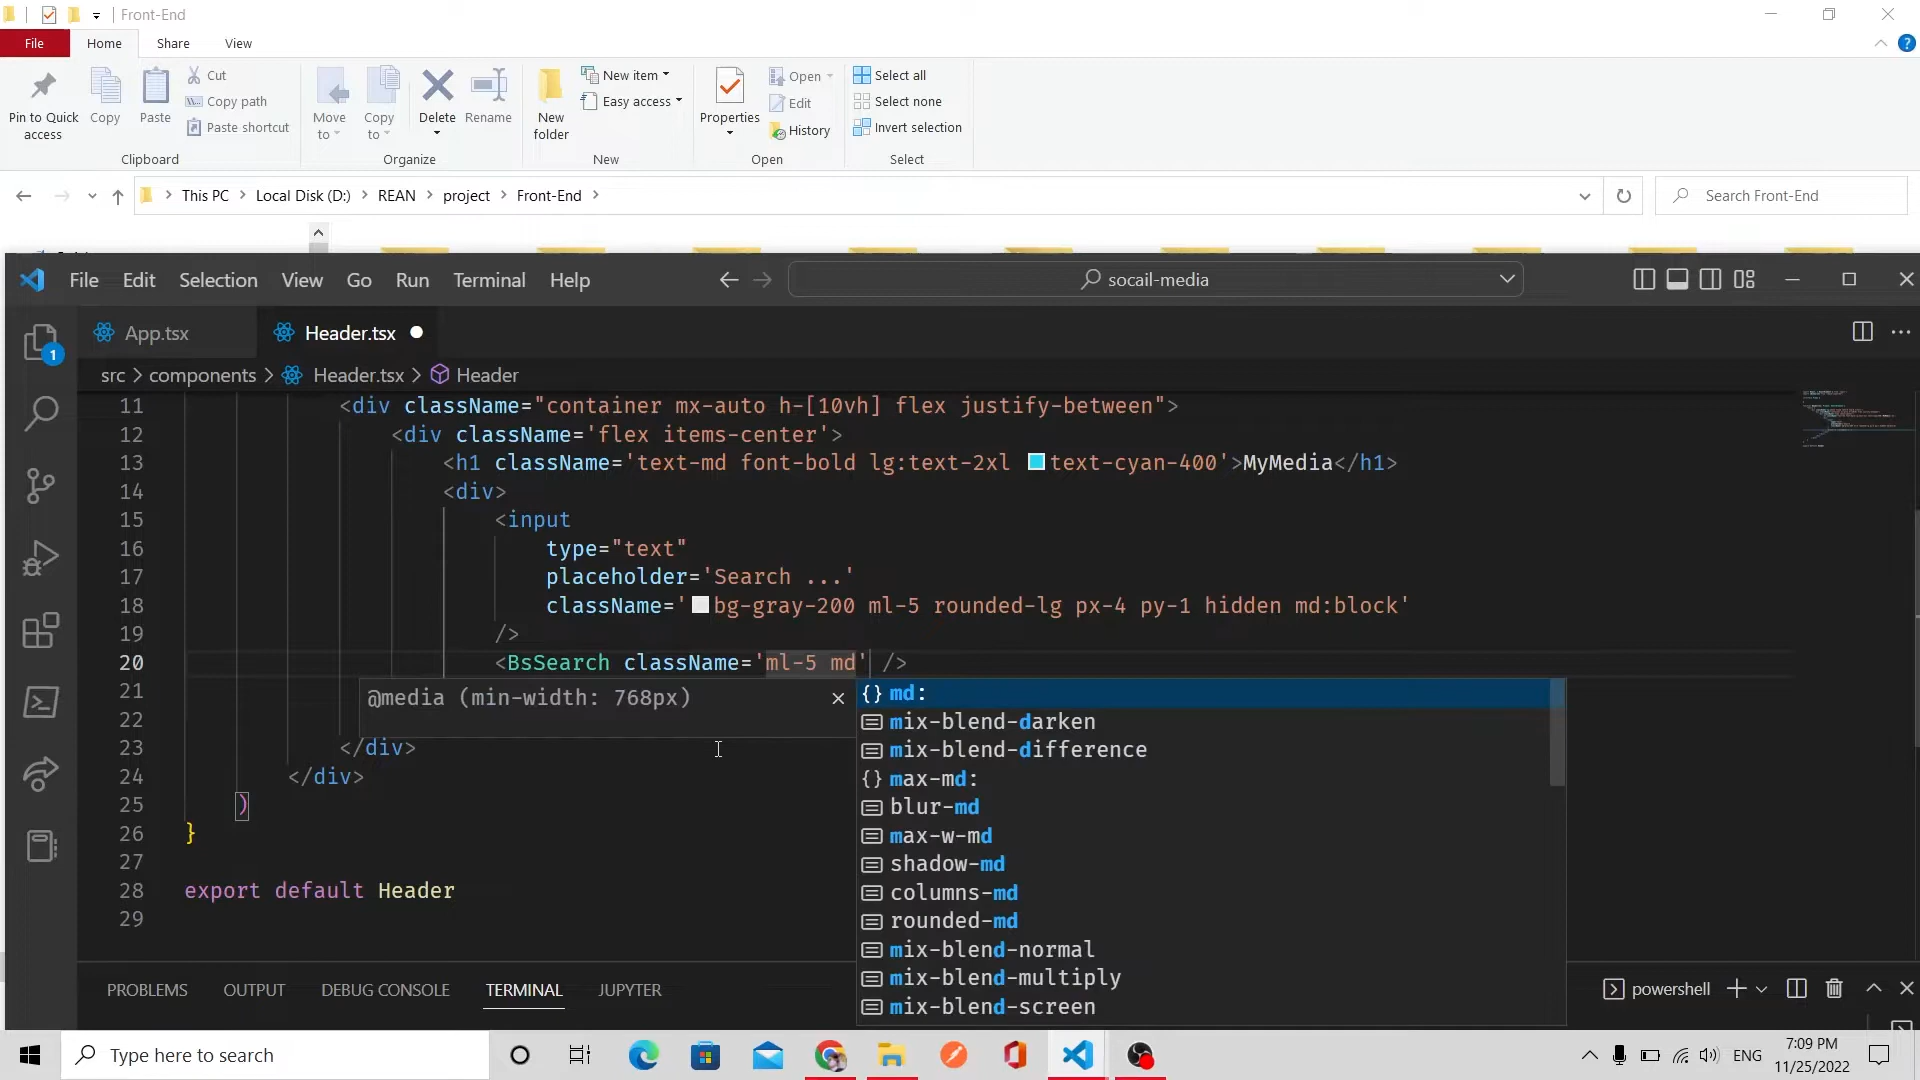 Front-End
File Home Share View
Pin to Quick access
Copy
Paste
Cut
Copy path
Paste shortcut
Clipboard
Move to
Copy to
Delete
Rename
Organize
New folder
New item
Easy access
New
Properties
Open
Edit
History
Open
Select all
Select none
Invert selection
Select
This PC Local Disk (D:) REAN project Front-End
Search Front-End
File Edit Selection View Go Run Terminal Help
socail-media
App.tsx Header.tsx
1
src > components > Header.tsx > Header
11 <div className="container mx-auto h-[10vh] flex justify-between">
12 <div className='flex items-center'>
13 <h1 className='text-md font-bold lg:text-2xl text-cyan-400'>MyMedia</h1>
14 <div>
15 <input
16 type="text"
17 placeholder='Search ...'
18 className='bg-gray-200 ml-5 rounded-lg px-4 py-1 hidden md:block'
19 />
20 <BsSearch className='ml-5 md' />
21
22
23 </div>
24 </div>
25 )
26 }
27
28 export default Header
29
@media (min-width: 768px)
{} md:
mix-blend-darken
mix-blend-difference
{} max-md:
blur-md
max-w-md
shadow-md
columns-md
rounded-md
mix-blend-normal
mix-blend-multiply
mix-blend-screen
PROBLEMS OUTPUT DEBUG CONSOLE TERMINAL JUPYTER
powershell
Type here to search
ENG
7:09 PM
11/25/2022